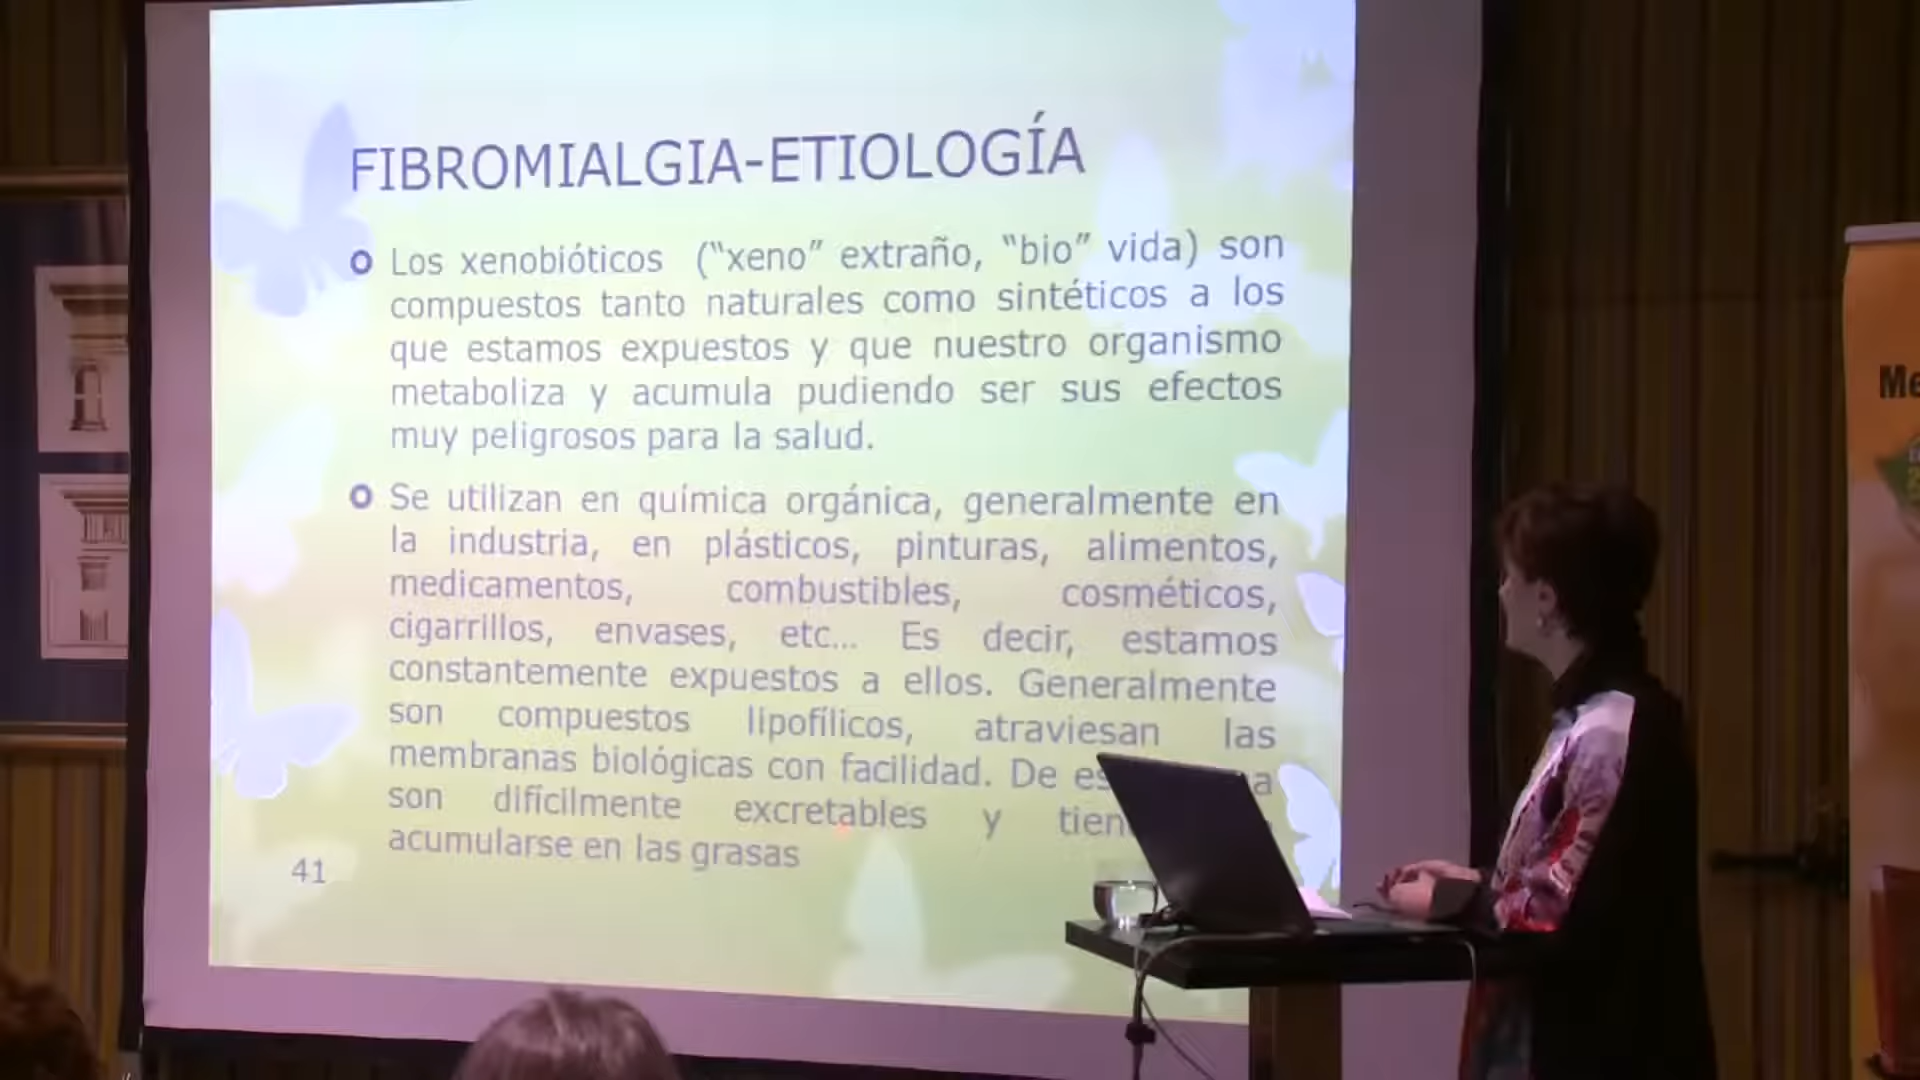 FIBROMIALGIA-ETIOLOGÍA
Los xenobióticos ("xeno" extraño, "bio" vida) son
compuestos tanto naturales como sintéticos a los
que estamos expuestos y que nuestro organismo
metaboliza y acumula pudiendo ser sus efectos
muy peligrosos para la salud.
Se utilizan en química orgánica, generalmente en
la industria, en plásticos, pinturas, alimentos,
medicamentos, combustibles, cosméticos,
cigarrillos, envases, etc... Es decir, estamos
constantemente expuestos a ellos. Generalmente
son compuestos lipofílicos, atraviesan las
membranas biológicas con facilidad. De
son difícilmente excretables y
acumularse en las grasas
41